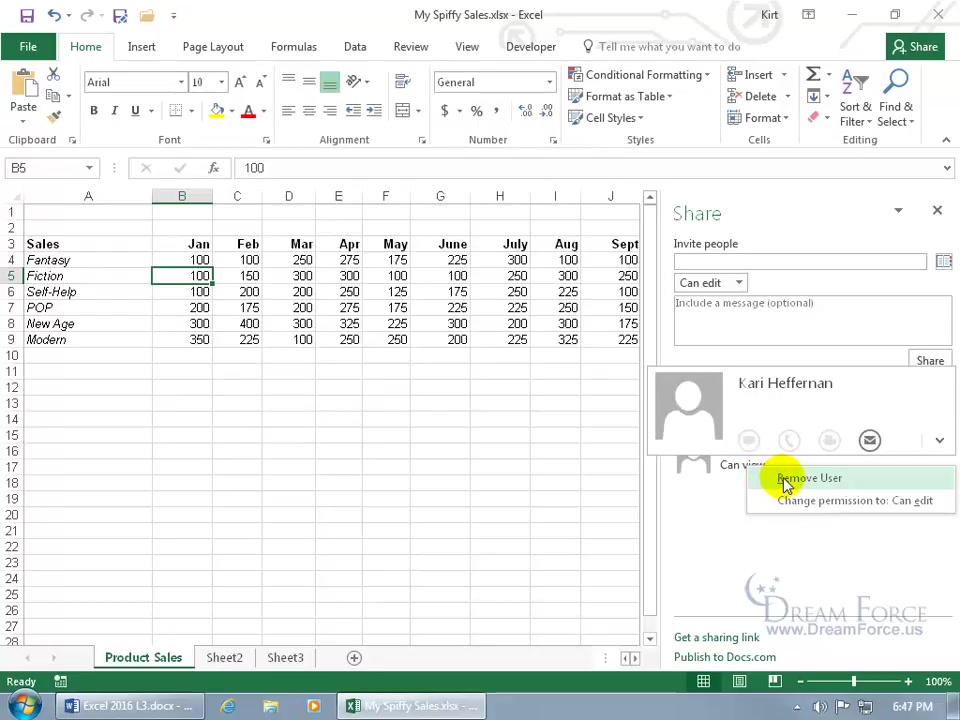 My Spiffy Sales.xlsx - Excel
Kirt
File Home Insert Page Layout Formulas Data Review View Developer Tell me what you want to do Share
Paste
Arial 10
B I U A
General
$ % ,
Conditional Formatting
Format as Table
Cell Styles
Insert
Delete
Format
Sort & Filter
Find & Select
Clipboard Font Alignment Number Styles Cells Editing
B5 fx 100
A B C D E F G H I J
1
2
3 Sales Jan Feb Mar Apr May June July Aug Sept
4 Fantasy 100 100 250 275 175 225 300 100 100
5 Fiction 100 150 300 300 100 100 250 300 250
6 Self-Help 100 200 200 250 125 175 250 225 100
7 POP 200 175 200 275 175 225 225 250 150
8 New Age 300 400 300 325 225 300 200 300 175
9 Modern 350 225 100 250 250 200 225 325 225
10
11
12
13
14
15
16
17
18
19
20
21
22
23
24
25
26
27
28
Share
Invite people
Can edit
Include a message (optional)
Share
Kari Heffernan
Can view
Remove User
Change permission to: Can edit
DREAM FORCE
www.DreamForce.us
Get a sharing link
Publish to Docs.com
Product Sales Sheet2 Sheet3
Ready 100%
Excel 2016 L3.docx - ...
My Spiffy Sales.xlsx - ...
6:47 PM